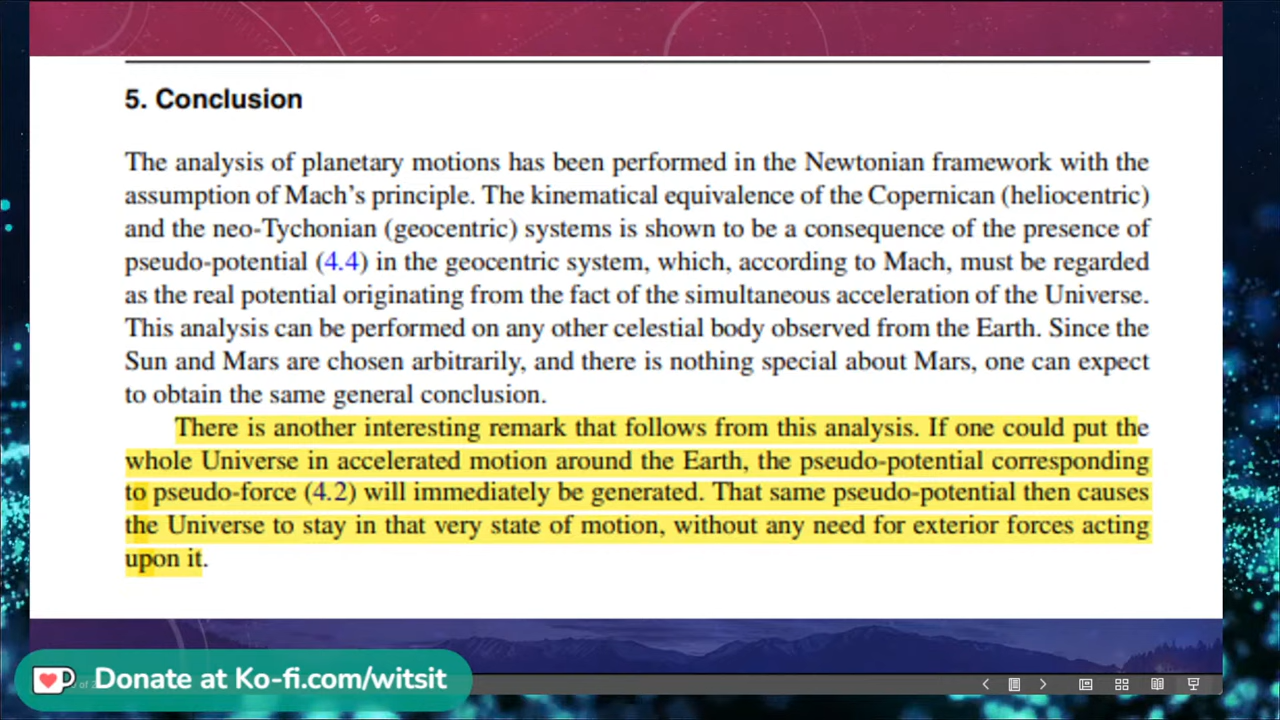 5. Conclusion
The analysis of planetary motions has been performed in the Newtonian framework with the
assumption of Mach's principle. The kinematical equivalence of the Copernican (heliocentric)
and the neo-Tychonian (geocentric) systems is shown to be a consequence of the presence of
pseudo-potential (4.4) in the geocentric system, which, according to Mach, must be regarded
as the real potential originating from the fact of the simultaneous acceleration of the Universe.
This analysis can be performed on any other celestial body observed from the Earth. Since the
Sun and Mars are chosen arbitrarily, and there is nothing special about Mars, one can expect
to obtain the same general conclusion.
There is another interesting remark that follows from this analysis. If one could put the
whole Universe in accelerated motion around the Earth, the pseudo-potential corresponding
to pseudo-force (4.2) will immediately be generated. That same pseudo-potential then causes
the Universe to stay in that very state of motion, without any need for exterior forces acting
upon it.
Donate at Ko-fi.com/witsit